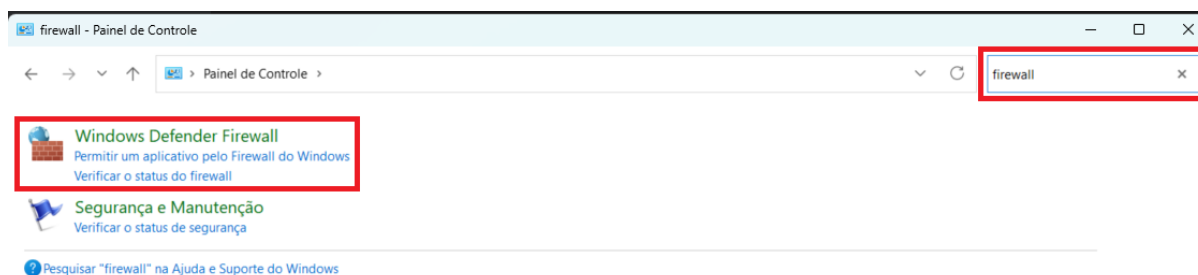 firewall - Painel de Controle
Painel de Controle
firewall
Windows Defender Firewall
Permitir um aplicativo pelo Firewall do Windows
Verificar o status do firewall
Segurança e Manutenção
Verificar o status de segurança
Pesquisar "firewall" na Ajuda e Suporte do Windows